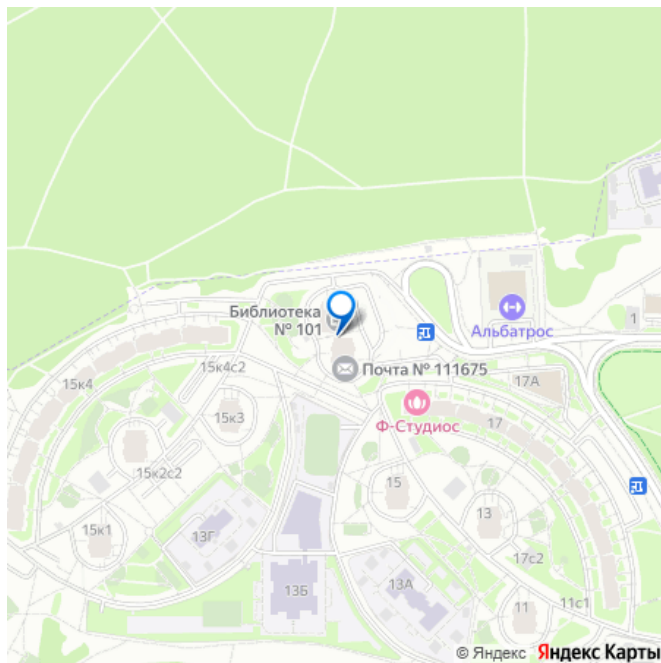 Библиотека
№ 101
Альбатрос
1
Почта № 111675
15к4с2
15к4
17А
Ф-Студиос
17
15к3
15к2с2
15
13
15к1
13Г
17с2
13Б
13А
11
11с1
© Яндекс Яндекс Карты